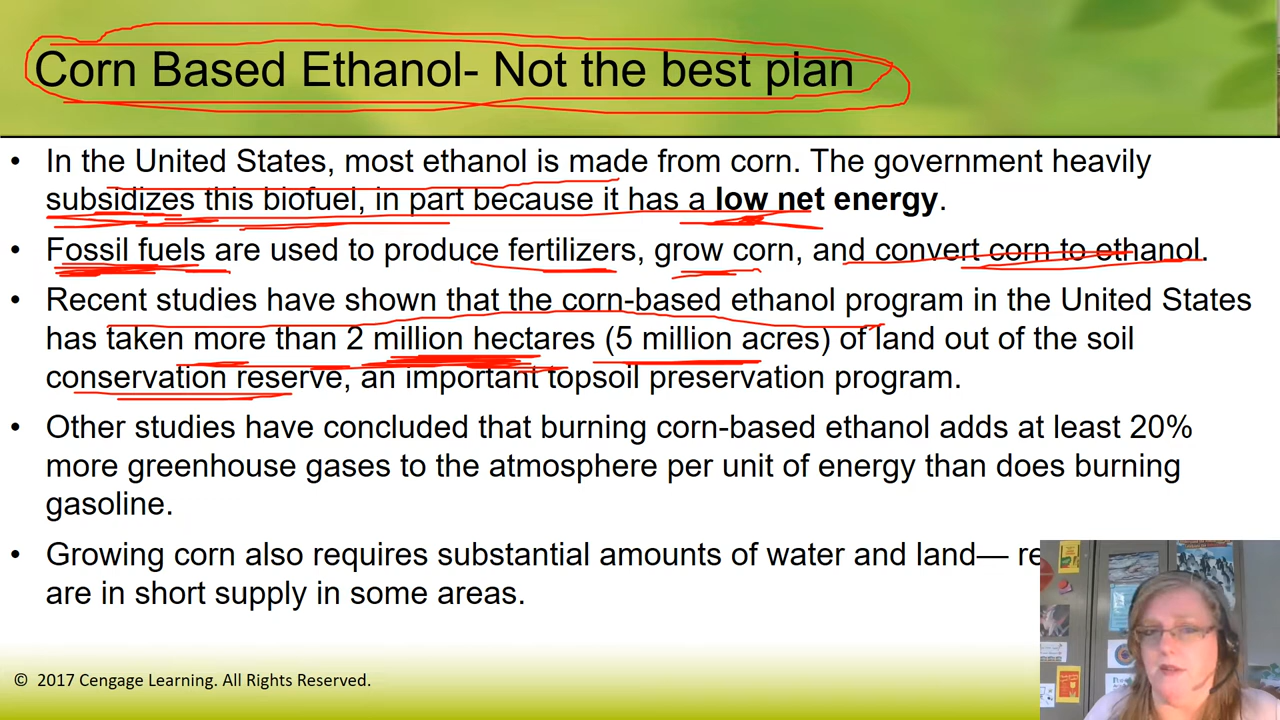 Corn Based Ethanol- Not the best plan
• In the United States, most ethanol is made from corn. The government heavily
subsidizes this biofuel, in part because it has a low net energy.
• Fossil fuels are used to produce fertilizers, grow corn, and convert corn to ethanol.
• Recent studies have shown that the corn-based ethanol program in the United States
has taken more than 2 million hectares (5 million acres) of land out of the soil
conservation reserve, an important topsoil preservation program.
• Other studies have concluded that burning corn-based ethanol adds at least 20%
more greenhouse gases to the atmosphere per unit of energy than does burning
gasoline.
• Growing corn also requires substantial amounts of water and land—
are in short supply in some areas.
© 2017 Cengage Learning. All Rights Reserved.